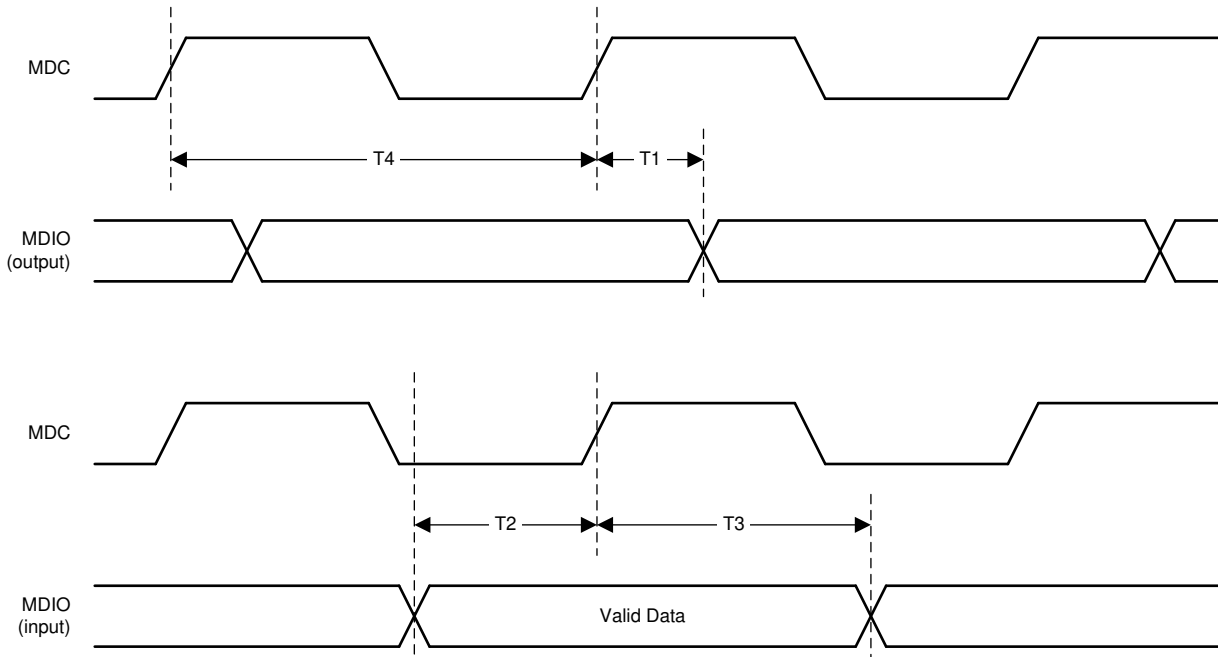 MDC
T4
T1
MDIO
(output)
MDC
T2
T3
MDIO
(input)
Valid Data